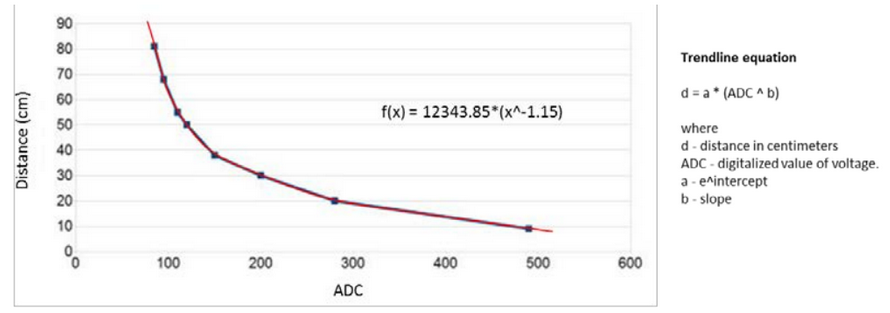 90
80
70
60
50
40
30
20
10
0
Distance (cm)
f(x) = 12343.85*(x^-1.15)
0 100 200 300 400 500 600
ADC
Trendline equation
d = a * (ADC ^ b)
where
d - distance in centimeters
ADC - digitalized value of voltage.
a - e^intercept
b - slope